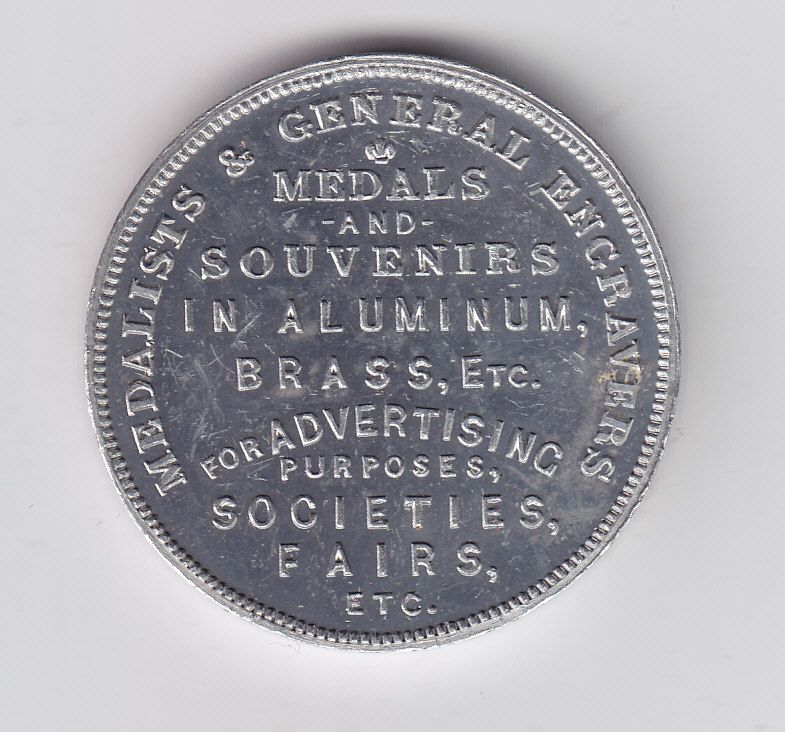 MEDALISTS & GENERAL ENGRAVERS
MEDALS
-AND-
SOUVENIRS
IN ALUMINUM,
BRASS, ETC.
FOR ADVERTISING
PURPOSES,
SOCIETIES,
FAIRS,
ETC.